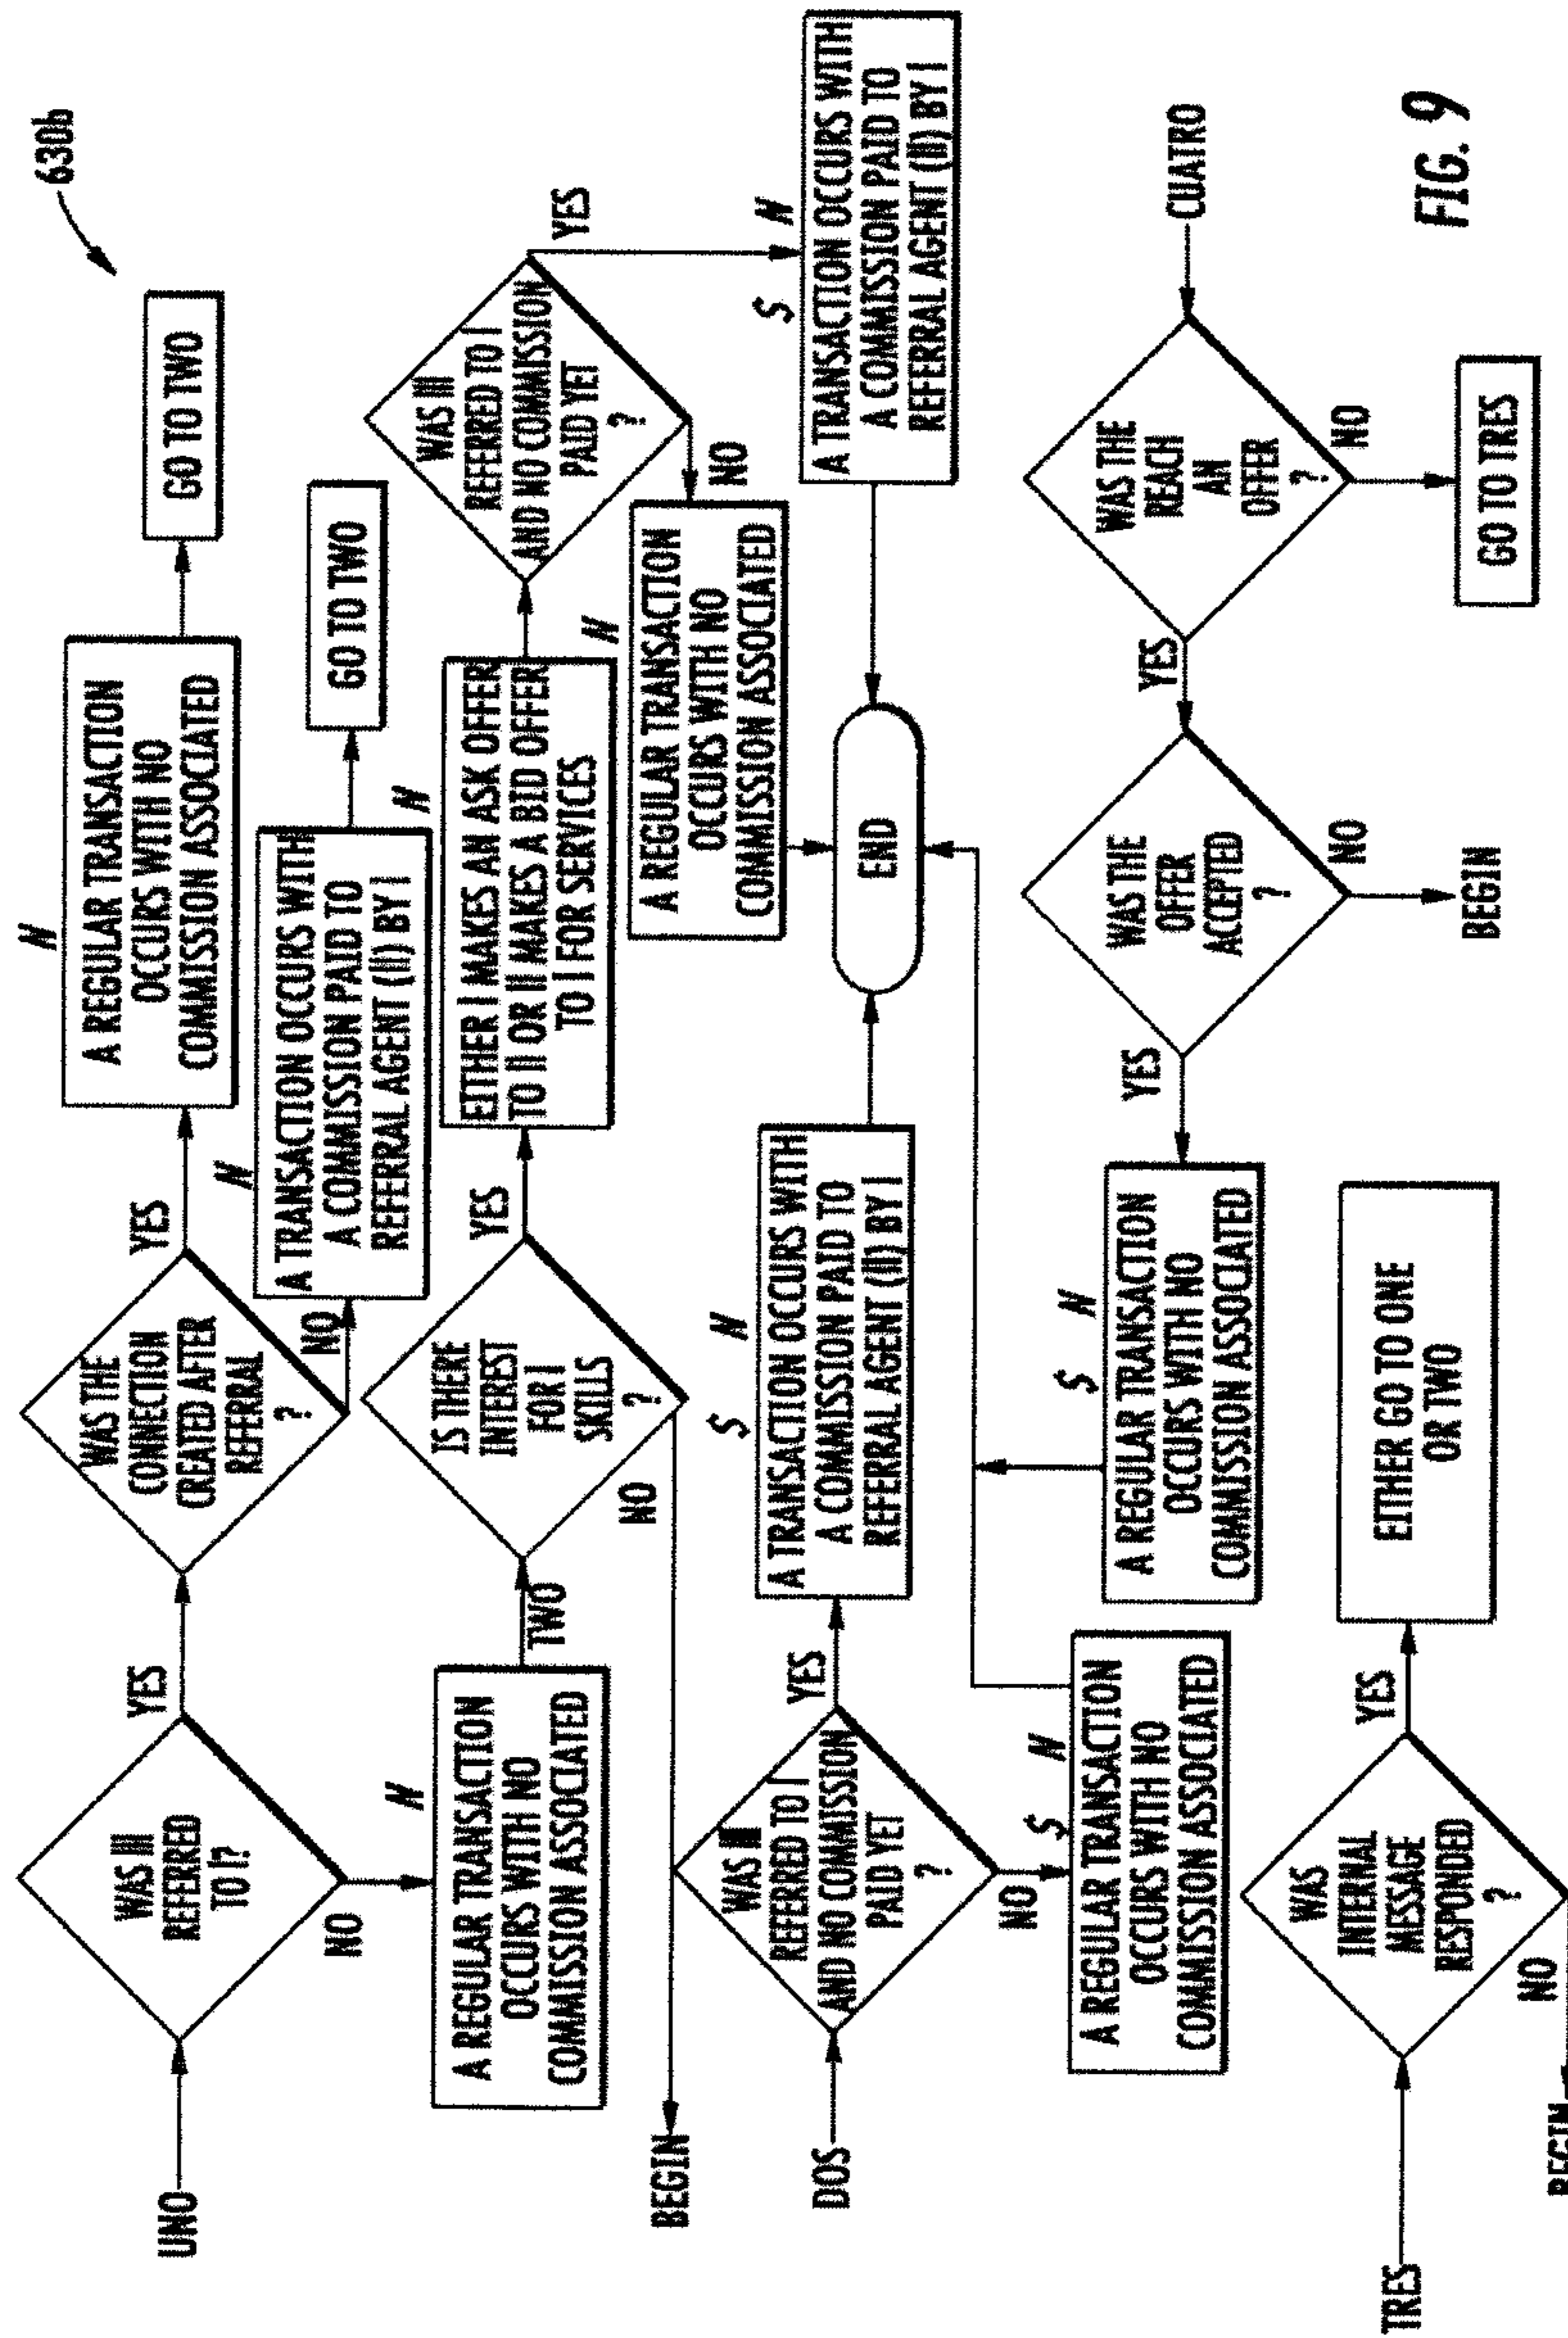 630b
UNO
WAS III
REFERRED
TO I?
YES
NO
WAS THE
CONNECTION
CREATED AFTER
REFERRAL
?
YES
NO
N
A REGULAR TRANSACTION
OCCURS WITH NO
COMMISSION ASSOCIATED
GO TO TWO
N
A TRANSACTION OCCURS WITH
A COMMISSION PAID TO
REFERRAL AGENT (II) BY I
GO TO TWO
N
A REGULAR TRANSACTION
OCCURS WITH NO
COMMISSION ASSOCIATED
TWO
IS THERE
INTEREST
FOR I
SKILLS
?
YES
NO
BEGIN
N
EITHER I MAKES AN ASK OFFER
TO II OR II MAKES A BID OFFER
TO I FOR SERVICES
WAS III
REFERRED TO I
AND NO COMMISSION
PAID YET
?
YES
NO
N
A REGULAR TRANSACTION
OCCURS WITH NO
COMMISSION ASSOCIATED
$ N
A TRANSACTION OCCURS WITH
A COMMISSION PAID TO
REFERRAL AGENT (II) BY I
END
DOS
WAS
REFERRED TO I
AND NO COMMISSION
PAID YET
?
YES
NO
$ N
A TRANSACTION OCCURS WITH
A COMMISSION PAID TO
REFERRAL AGENT (II) BY I
$ N
A REGULAR TRANSACTION
OCCURS WITH NO
COMMISSION ASSOCIATED
CUATRO
WAS THE
REACH
AN
OFFER
?
YES
NO
GO TO TRES
WAS THE
OFFER
ACCEPTED
?
YES
NO
BEGIN
$ N
A REGULAR TRANSACTION
OCCURS WITH NO
COMMISSION ASSOCIATED
TRES
WAS
INTERNAL
MESSAGE
RESPONDED
?
YES
NO
BEGIN
EITHER GO TO ONE
OR TWO
FIG. 9